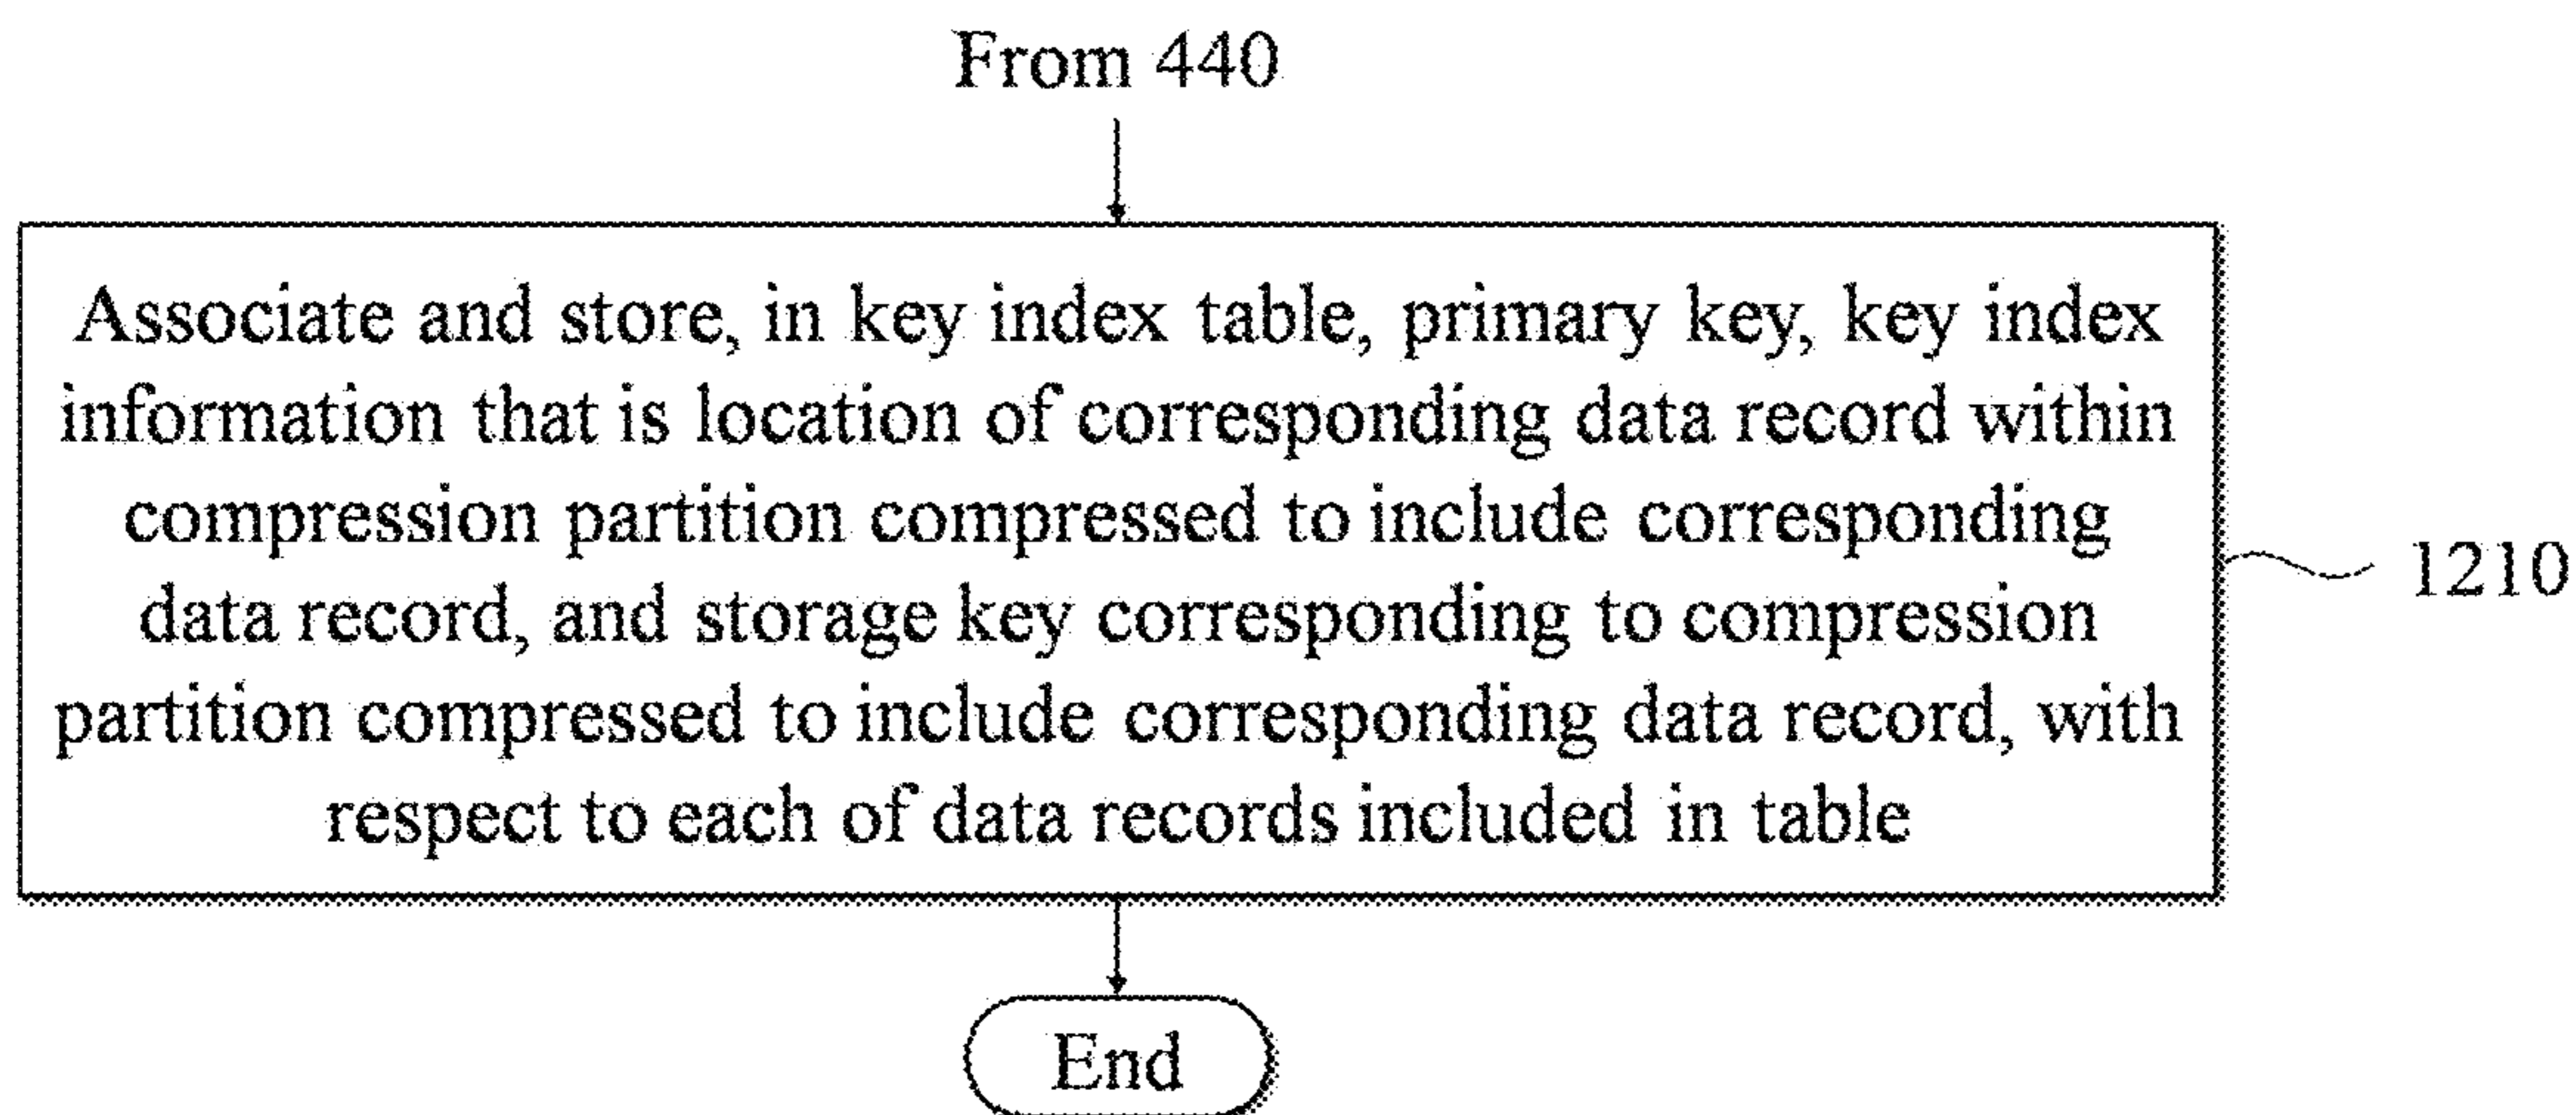 From 440
Associate and store, in key index table, primary key, key index
information that is location of corresponding data record within
compression partition compressed to include corresponding
data record, and storage key corresponding to compression
partition compressed to include corresponding data record, with
respect to each of data records included in table
1210
End